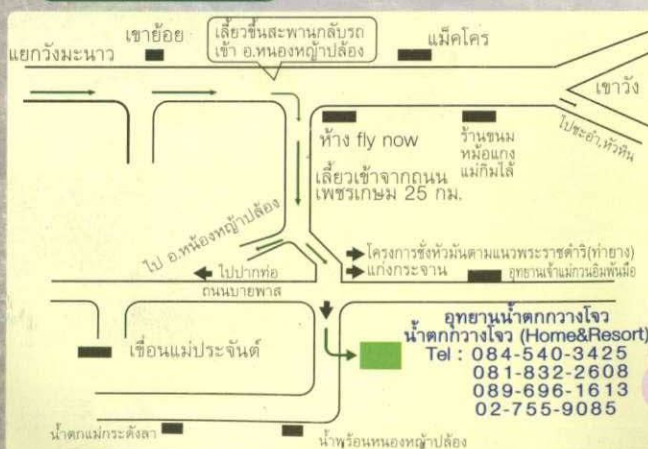 แยกวังมะนาว
เขาย้อย
เลี้ยวขึ้นสะพานกลับรถ
เข้า อ.หนองหญ้าปล้อง
แม็คโคร
เขาวัง
ไปชะอำ,หัวหิน
ห้าง fly now
ร้านขนม
หม้อแกง
แม่กิมไล้
เลี้ยวเข้าจากถนน
เพชรเกษม 25 กม.
ไป อ.หนองหญ้าปล้อง
ไปปากท่อ
ถนนบายพาส
โครงการชั่งหัวมันตามแนวพระราชดำริ(ท่ายาง)
แก่งกระจาน
อุทยานเจ้าแม่กวนอิมพันมือ
เขื่อนแม่ประจันต์
อุทยานน้ำตกกวางโจว
น้ำตกกวางโจว (Home&Resort)
Tel : 084-540-3425
081-832-2608
089-696-1613
02-755-9085
น้ำตกแม่กระดังลา
น้ำพุร้อนหนองหญ้าปล้อง